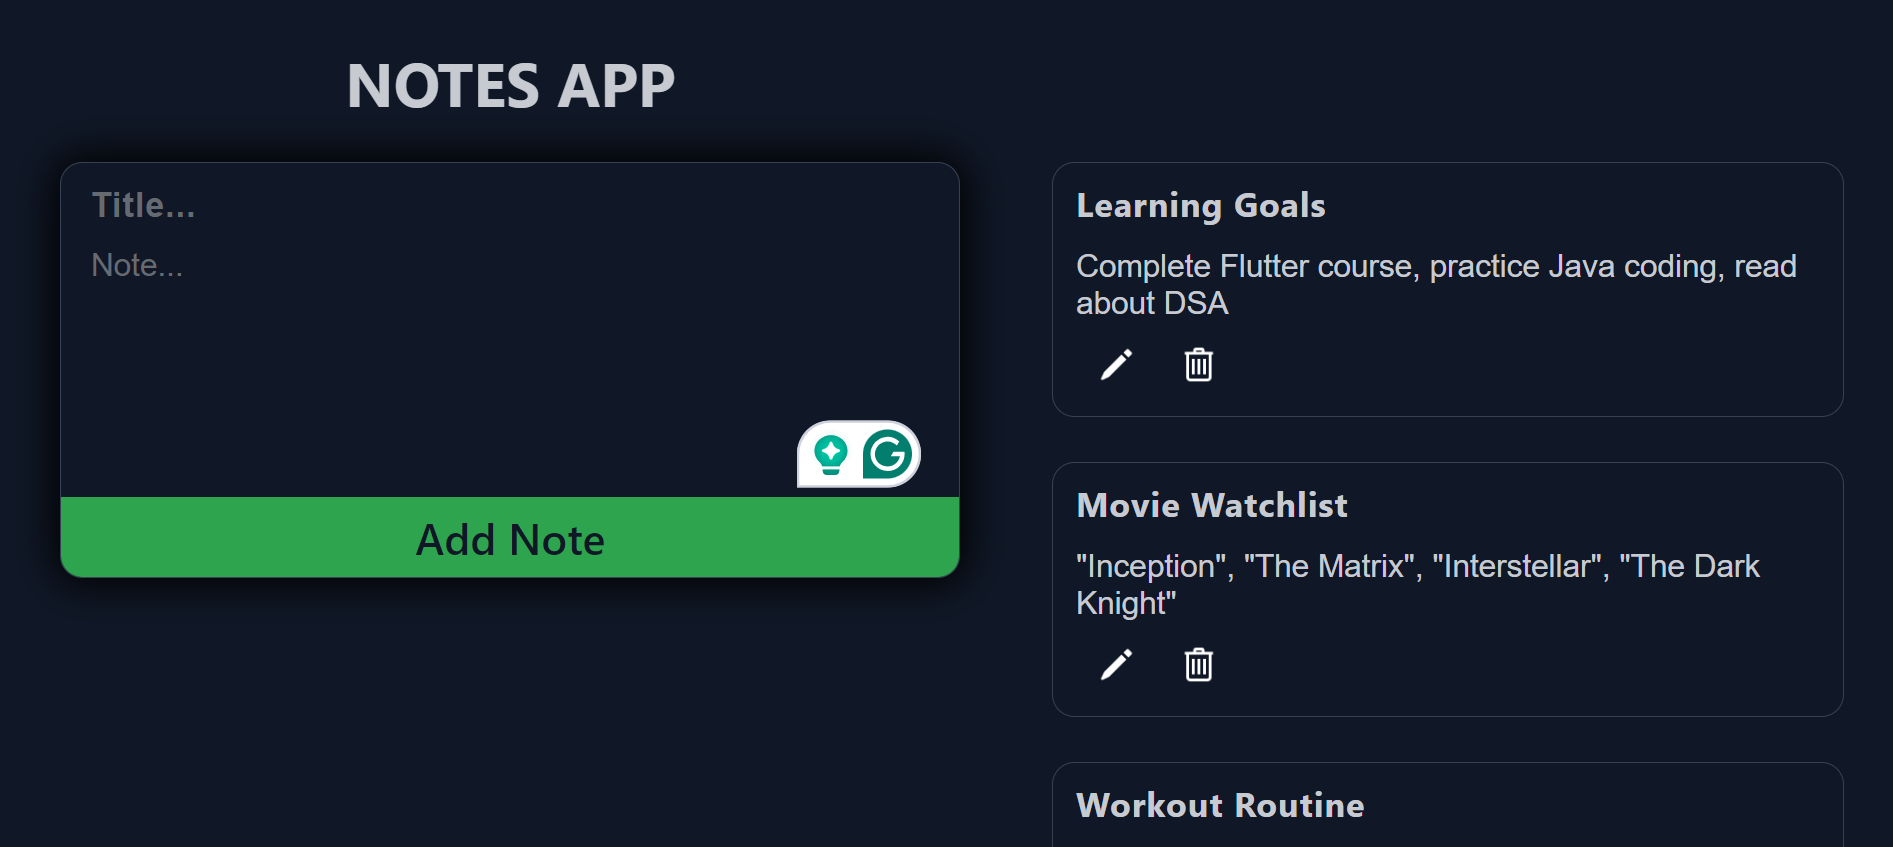 NOTES APP
Title...
Note...
Add Note
Learning Goals
Complete Flutter course, practice Java coding, read
about DSA
Movie Watchlist
"Inception", "The Matrix", "Interstellar", "The Dark
Knight"
Workout Routine